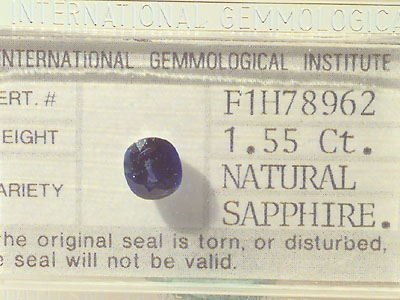 INTERNATIONAL GEMMOLOGICA
INTERNATIONAL GEMMOLOGICAL INSTITUTE
ERT. # F1H78962
EIGHT 1.55 Ct.
ARIETY NATURAL
SAPPHIRE.
he original seal is torn, or disturbed,
e seal will not be valid.